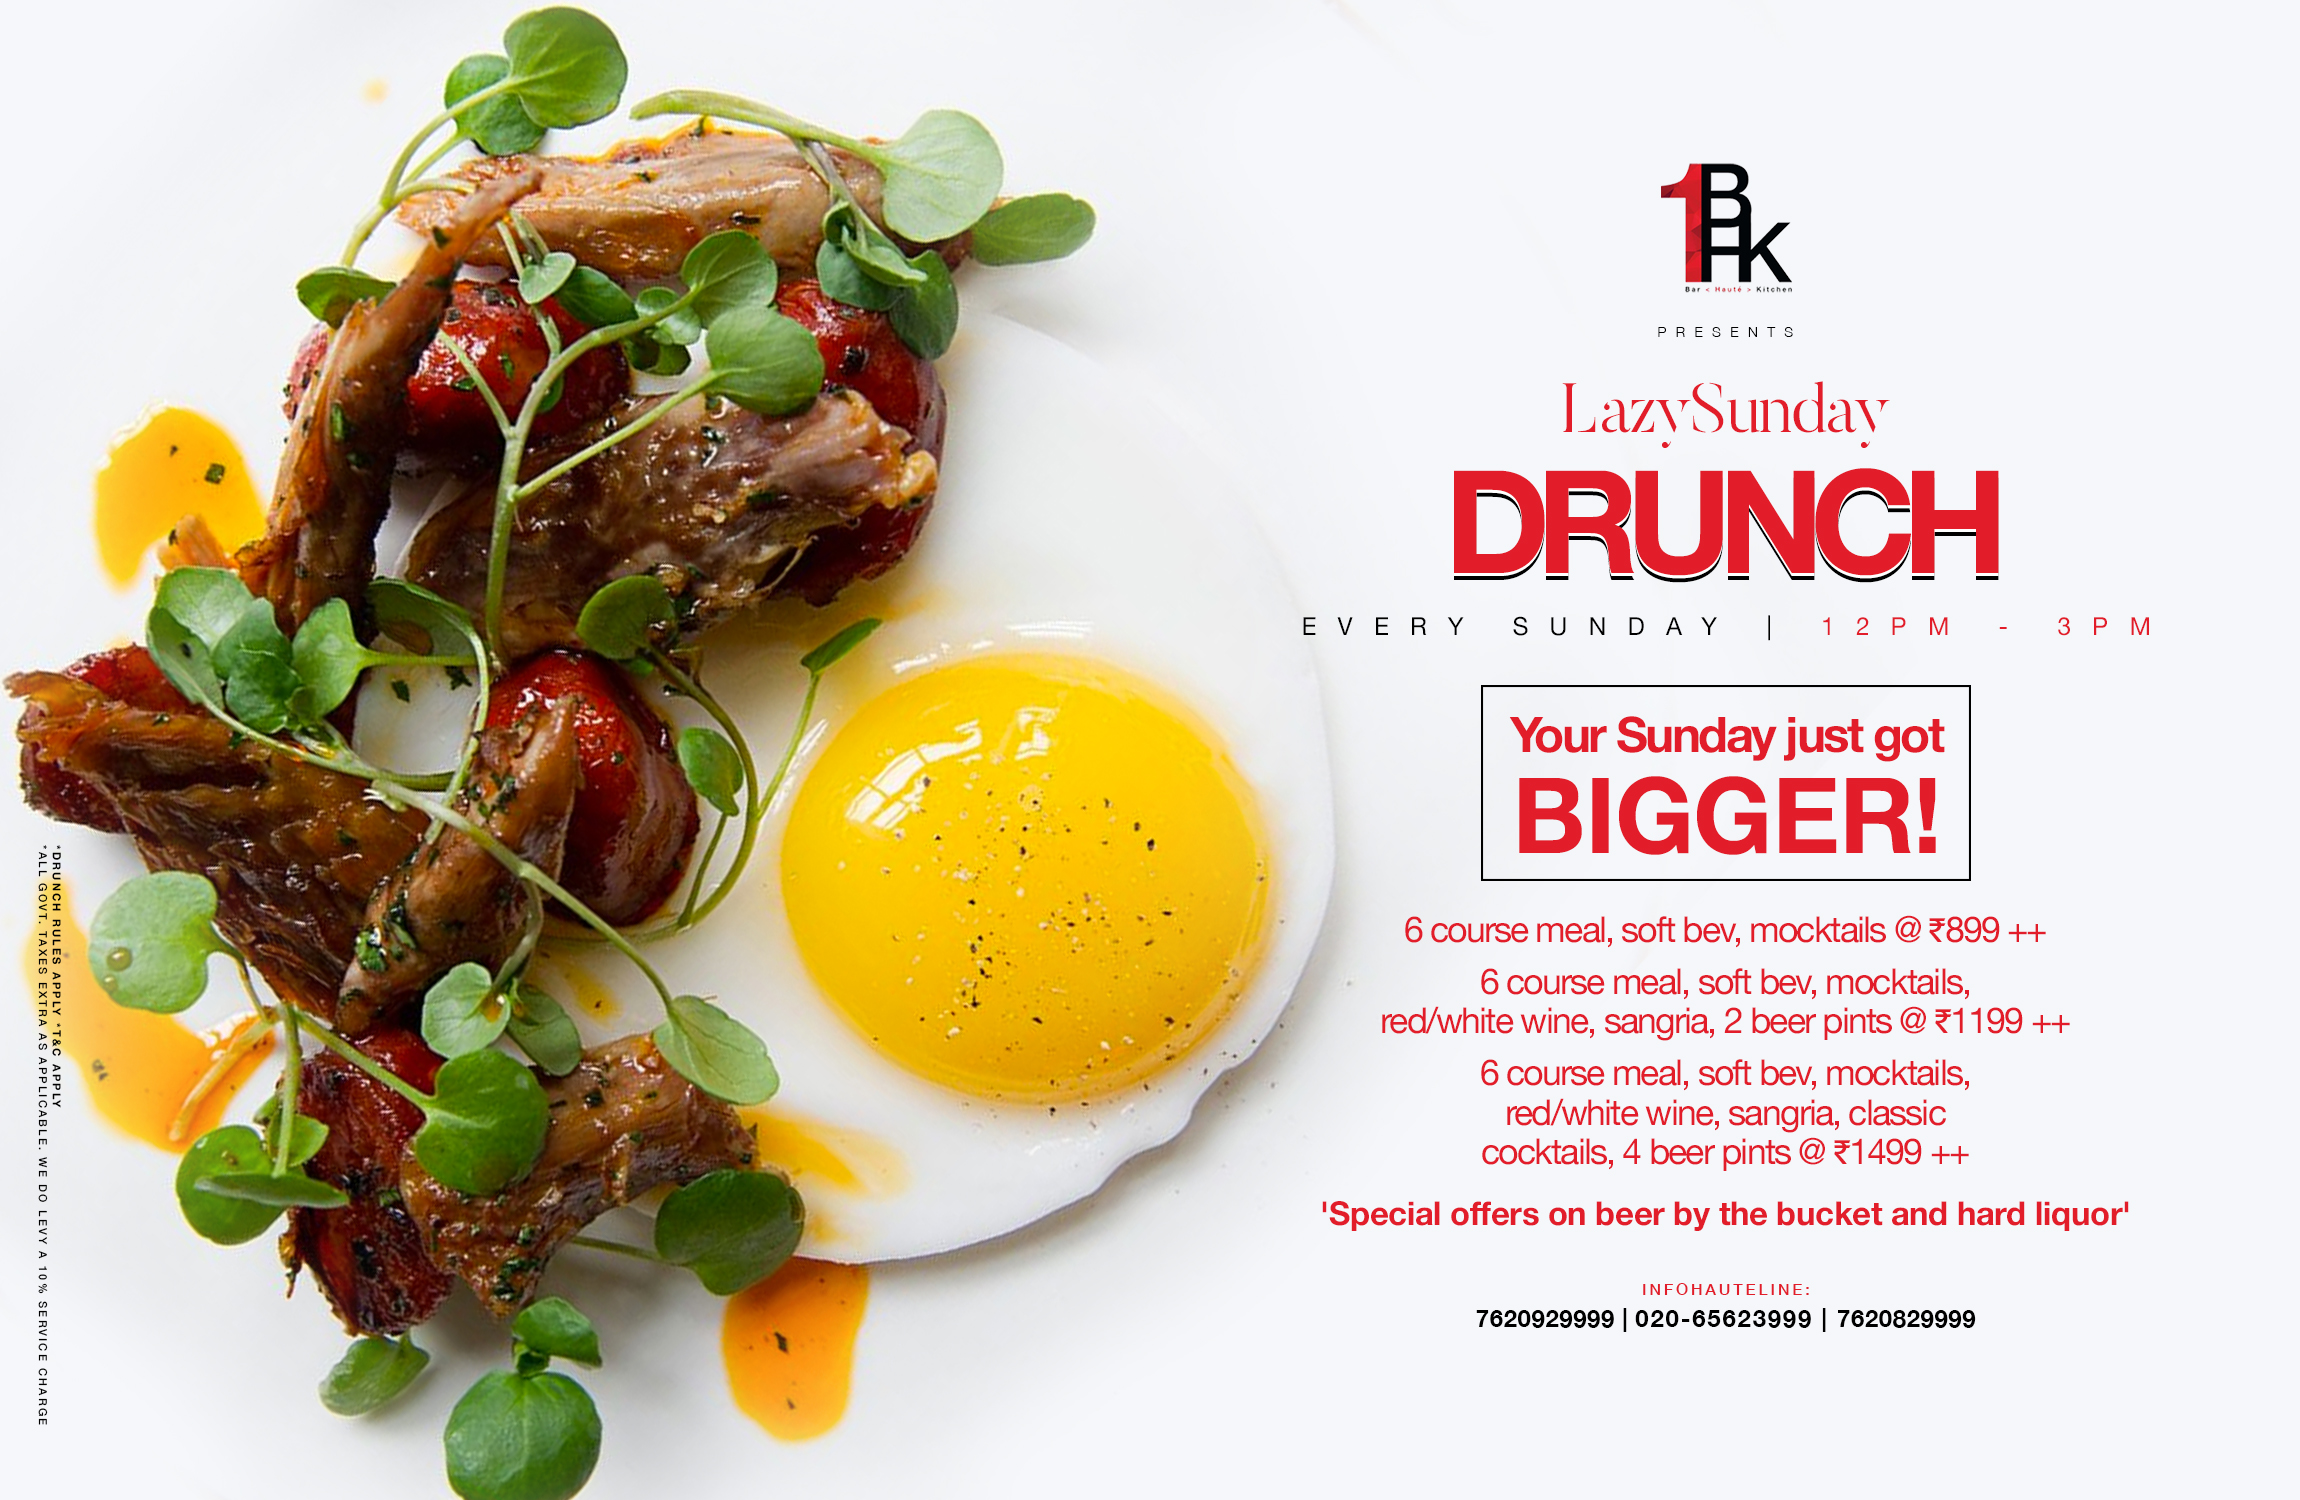 1BHK
Bar < Hauté > Kitchen
PRESENTS
LazySunday
DRUNCH
EVERY SUNDAY | 12PM - 3PM
Your Sunday just got
BIGGER!
6 course meal, soft bev, mocktails @ ₹899 ++
6 course meal, soft bev, mocktails,
red/white wine, sangria, 2 beer pints @ ₹1199 ++
6 course meal, soft bev, mocktails,
red/white wine, sangria, classic
cocktails, 4 beer pints @ ₹1499 ++
'Special offers on beer by the bucket and hard liquor'
INFOHAUTELINE:
7620929999 | 020-65623999 | 7620829999
*DRUNCH RULES APPLY *T&C APPLY
*ALL GOVT. TAXES EXTRA AS APPLICABLE. WE DO LEVY A 10% SERVICE CHARGE